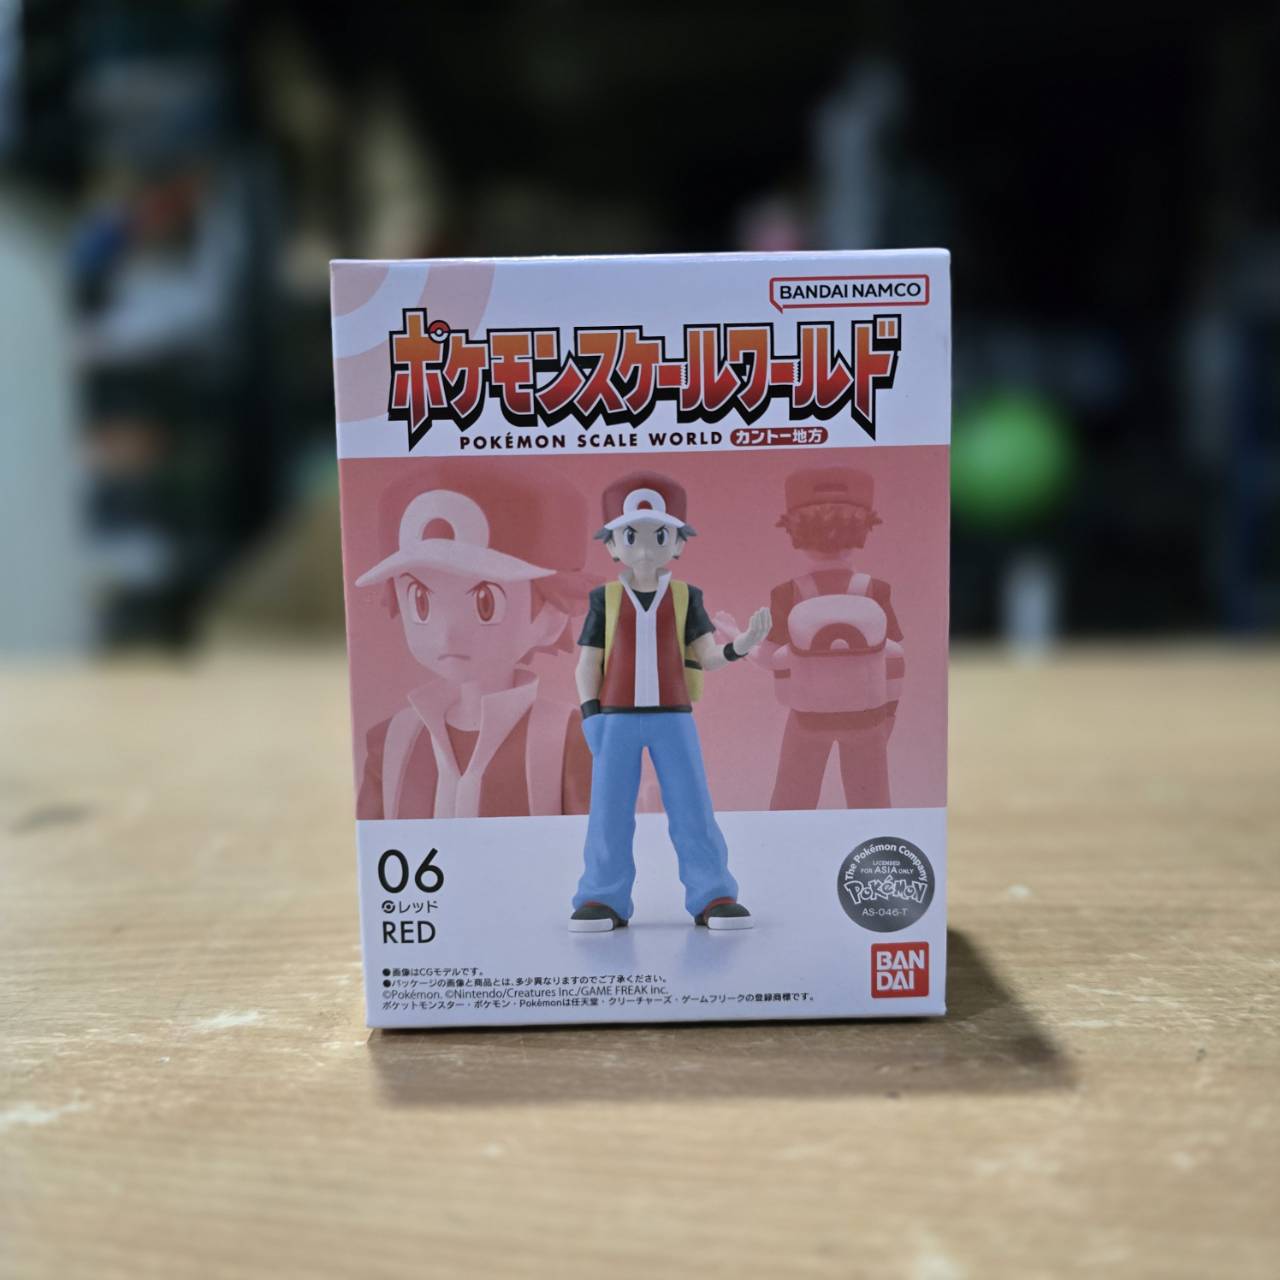 BANDAI NAMCO
ポケモンスケールワールド
POKÉMON SCALE WORLD カントー地方
06
レッド
RED
The Pokémon Company
LICENSED
FOR ASIA ONLY
POKéMON
AS-046-T
BAN
DAI
●画像はCGモデルです。
●パッケージの画像と商品とは、多少異なりますのでご了承ください。
©Pokémon. ©Nintendo/Creatures Inc./GAME FREAK inc.
ポケットモンスター・ポケモン・Pokémonは任天堂・クリーチャーズ・ゲームフリークの登録商標です。